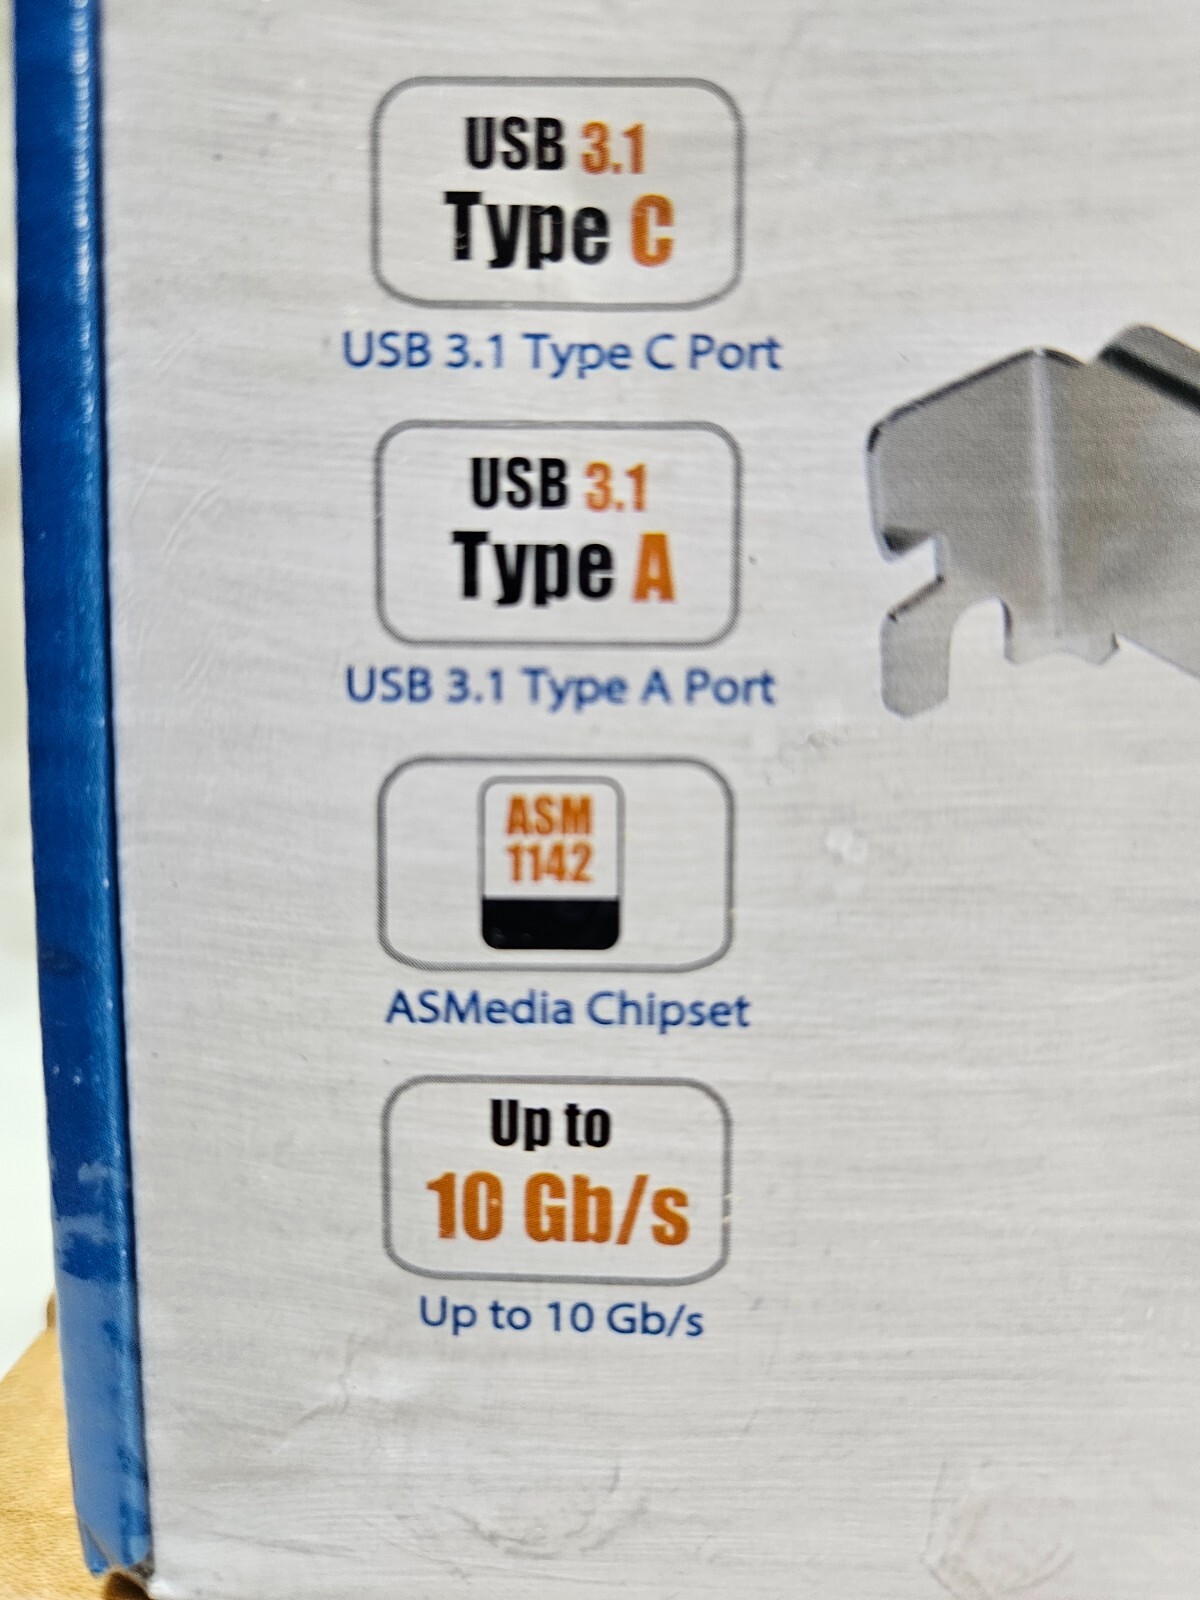 USB 3.1
Type C
USB 3.1 Type C Port
USB 3.1
Type A
USB 3.1 Type A Port
ASM
1142
ASMedia Chipset
Up to
10 Gb/s
Up to 10 Gb/s